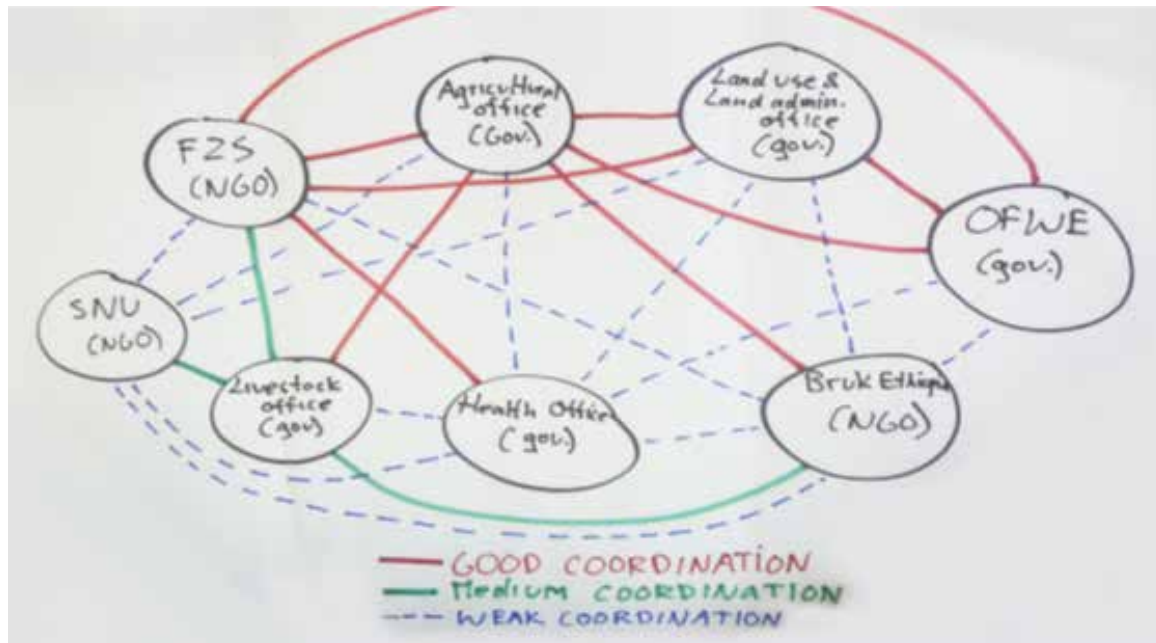 Agricultural
office
(Gov.)
Land use &
Land admin.
office
(gov.)
FZS
(NGO)
OFWE
(gov.)
SNU
(NGO)
Livestock
office
(gov)
Health Office
(gov.)
Bruk Ethiopia
(NGO)
GOOD COORDINATION
Medium COORDINATION
WEAK COORDINATION